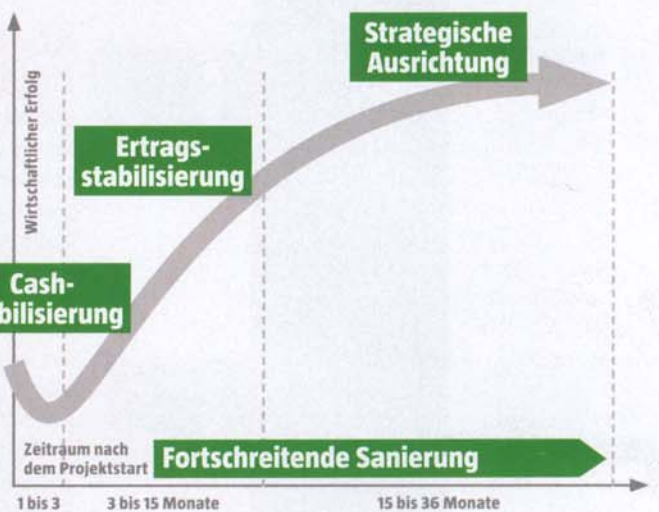 Strategische
Ausrichtung
Wirtschaftlicher Erfolg
Ertrags-
stabilisierung
Cash-
bilisierung
Zeitraum nach
dem Projektstart
Fortschreitende Sanierung
1 bis 3
3 bis 15 Monate
15 bis 36 Monate